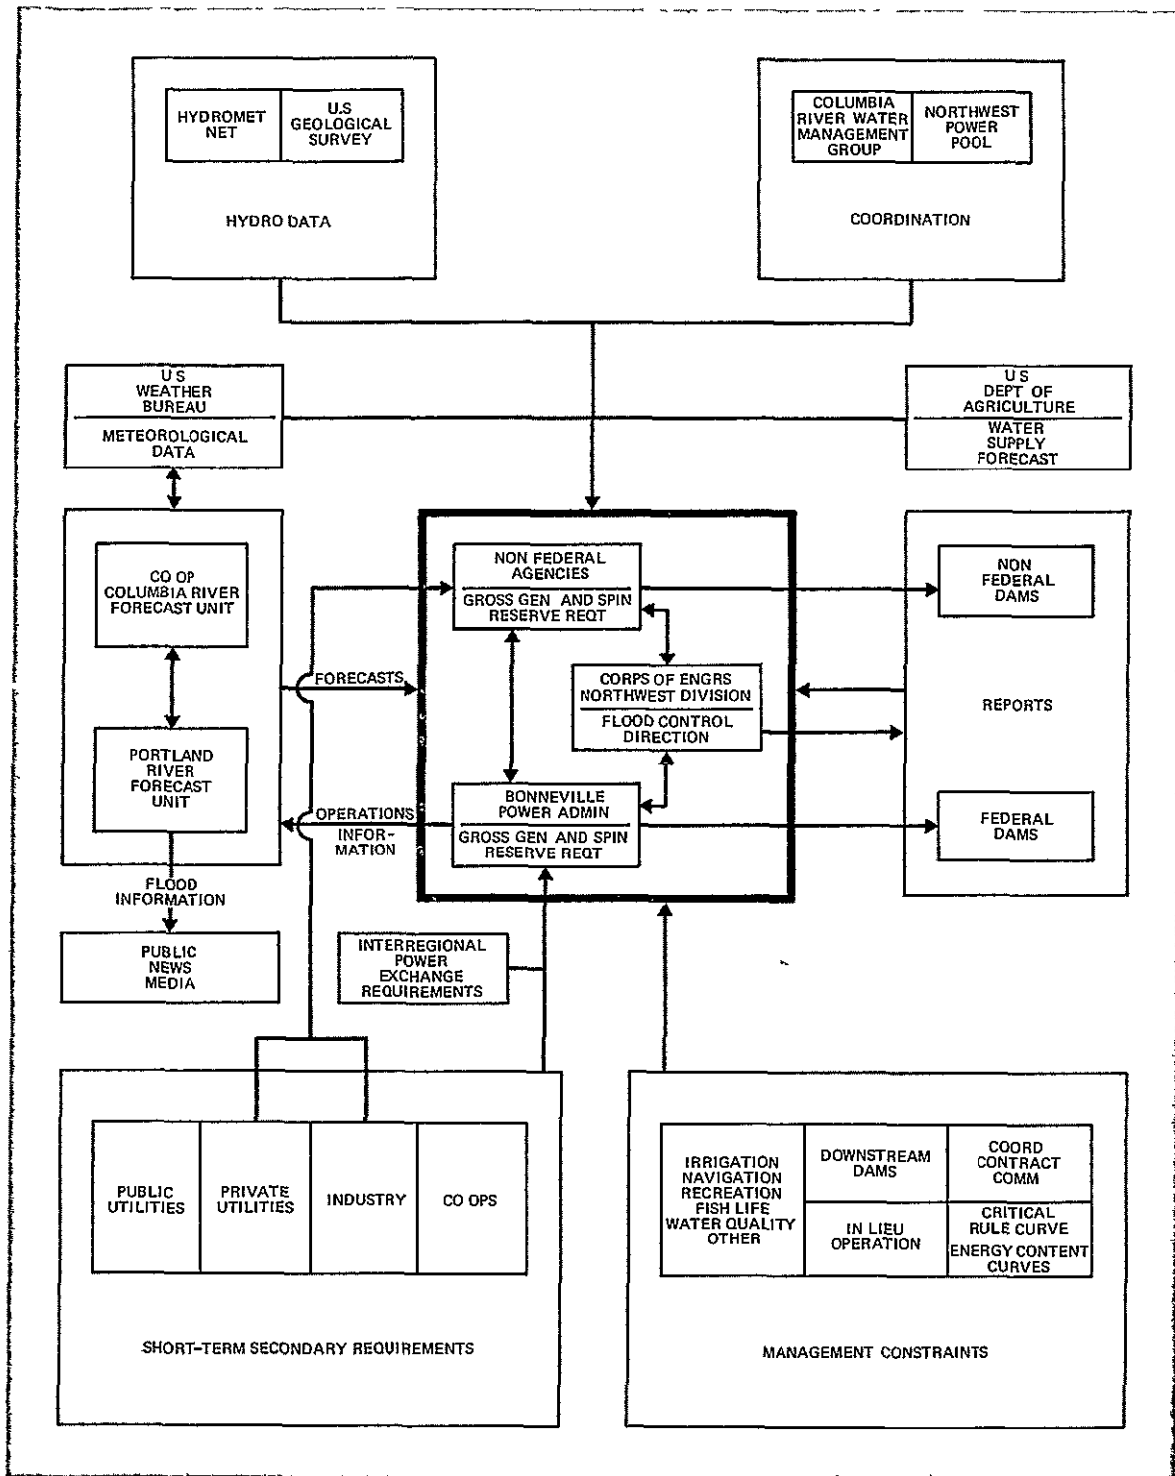 HYDROMET
NET
U.S
GEOLOGICAL
SURVEY
HYDRO DATA
COLUMBIA
RIVER WATER
MANAGEMENT
GROUP
NORTHWEST
POWER
POOL
COORDINATION
U S
WEATHER
BUREAU
METEOROLOGICAL
DATA
U S
DEPT OF
AGRICULTURE
WATER
SUPPLY
FORECAST
CO OP
COLUMBIA RIVER
FORECAST UNIT
PORTLAND
RIVER
FORECAST
UNIT
FORECASTS
OPERATIONS
INFOR-
MATION
NON FEDERAL
AGENCIES
GROSS GEN AND SPIN
RESERVE REQT
CORPS OF ENGRS
NORTHWEST DIVISION
FLOOD CONTROL
DIRECTION
BONNEVILLE
POWER ADMIN
GROSS GEN AND SPIN
RESERVE REQT
NON
FEDERAL
DAMS
REPORTS
FEDERAL
DAMS
FLOOD
INFORMATION
PUBLIC
NEWS
MEDIA
INTERREGIONAL
POWER
EXCHANGE
REQUIREMENTS
PUBLIC
UTILITIES
PRIVATE
UTILITIES
INDUSTRY
CO OPS
SHORT-TERM SECONDARY REQUIREMENTS
IRRIGATION
NAVIGATION
RECREATION
FISH LIFE
WATER QUALITY
OTHER
DOWNSTREAM
DAMS
COORD
CONTRACT
COMM
IN LIEU
OPERATION
CRITICAL
RULE CURVE
ENERGY CONTENT
CURVES
MANAGEMENT CONSTRAINTS